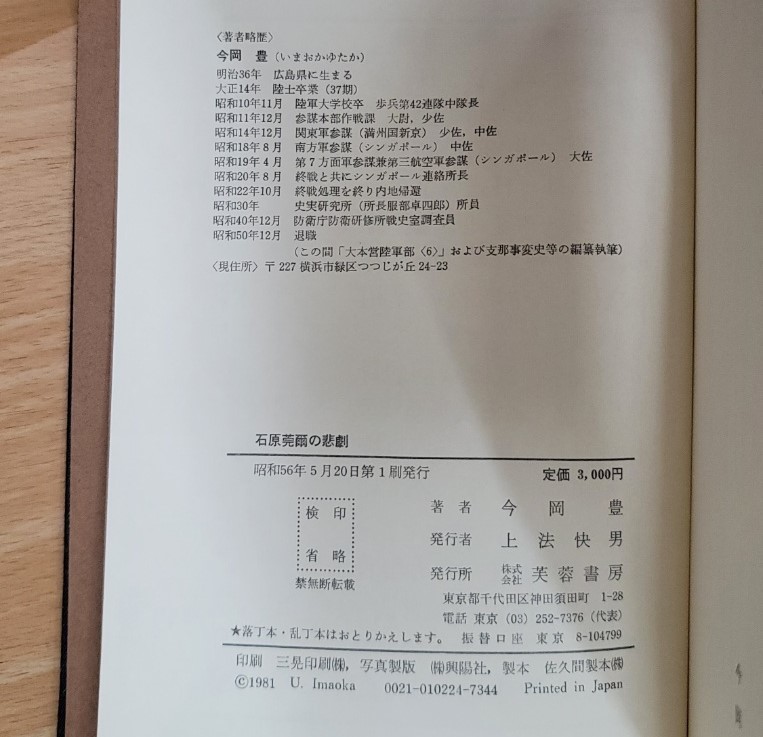 〈著者略歴〉
今岡 豊(いまおかゆたか)
明治36年 広島県に生まる
大正14年 陸士卒業(37期)
昭和10年11月 陸軍大学校卒 歩兵第42連隊中隊長
昭和11年12月 参謀本部作戦課 大尉,少佐
昭和14年12月 関東軍参謀(満州国新京) 少佐,中佐
昭和18年8月 南方軍参謀(シンガポール) 中佐
昭和19年4月 第7方面軍参謀兼第三航空軍参謀(シンガポール) 大佐
昭和20年8月 終戦と共にシンガポール連絡所長
昭和22年10月 終戦処理を終り内地帰還
昭和30年 史実研究所(所長服部卓四郎)所員
昭和40年12月 防衛庁防衛研修所戦史室調査員
昭和50年12月 退職
(この間「大本営陸軍部〈6〉」および支那事変史等の編纂執筆)
〈現住所〉〒227 横浜市緑区つつじが丘24-23
石原莞爾の悲劇
昭和56年5月20日第1刷発行 定価 3,000円
検印
省略
禁無断転載
著者 今岡豊
発行者 上法快男
発行所 株式会社 芙蓉書房
東京都千代田区神田須田町 1-28
電話 東京(03)252-7376(代表)
★落丁本・乱丁本はおとりかえします。 振替口座 東京 8-104799
印刷 三晃印刷㈱,写真製版 ㈱興陽社,製本 佐久間製本㈱
©1981 U. Imaoka 0021-010224-7344 Printed in Japan